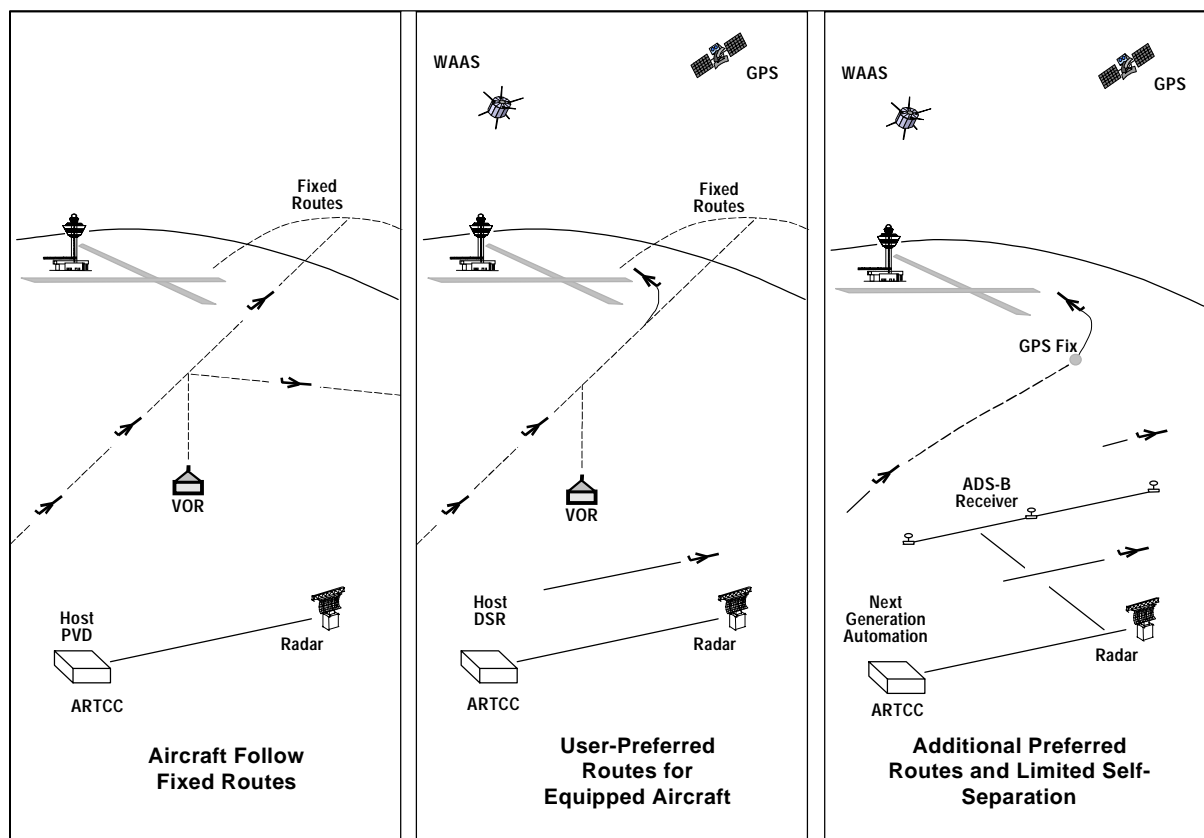 Fixed
Routes
VOR
Host
PVD
Radar
ARTCC
Aircraft Follow
Fixed Routes
WAAS
GPS
Fixed
Routes
VOR
Host
DSR
Radar
ARTCC
User-Preferred
Routes for
Equipped Aircraft
WAAS
GPS
GPS Fix
ADS-B
Receiver
Next
Generation
Automation
Radar
ARTCC
Additional Preferred
Routes and Limited Self-
Separation